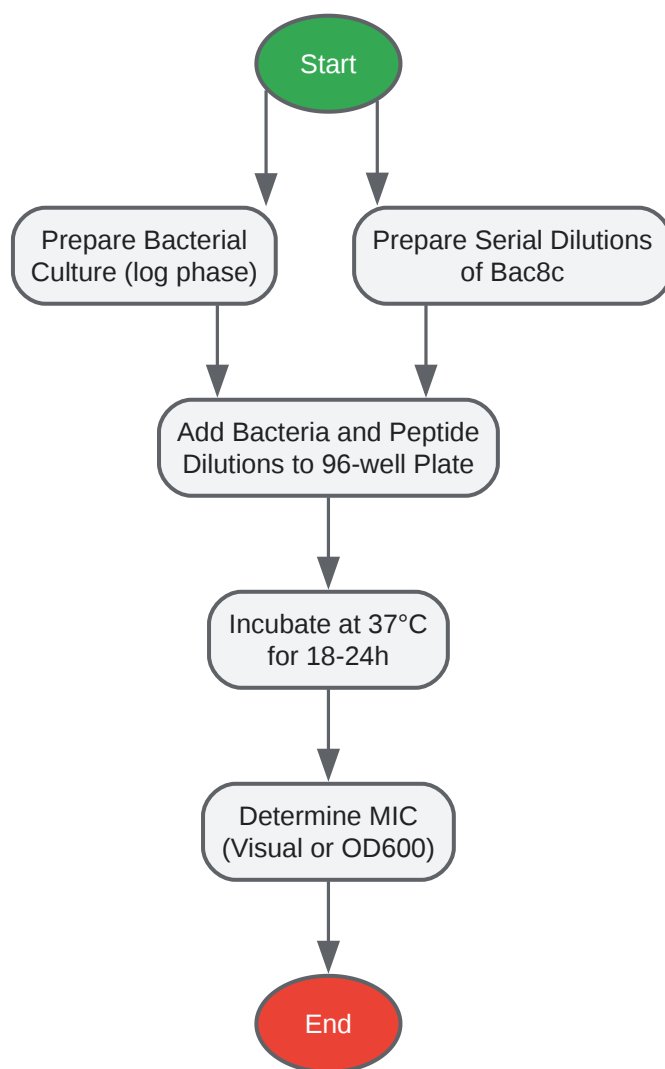 Start
Prepare Bacterial
Culture (log phase)
Prepare Serial Dilutions
of Bac8c
Add Bacteria and Peptide
Dilutions to 96-well Plate
Incubate at 37°C
for 18-24h
Determine MIC
(Visual or OD600)
End